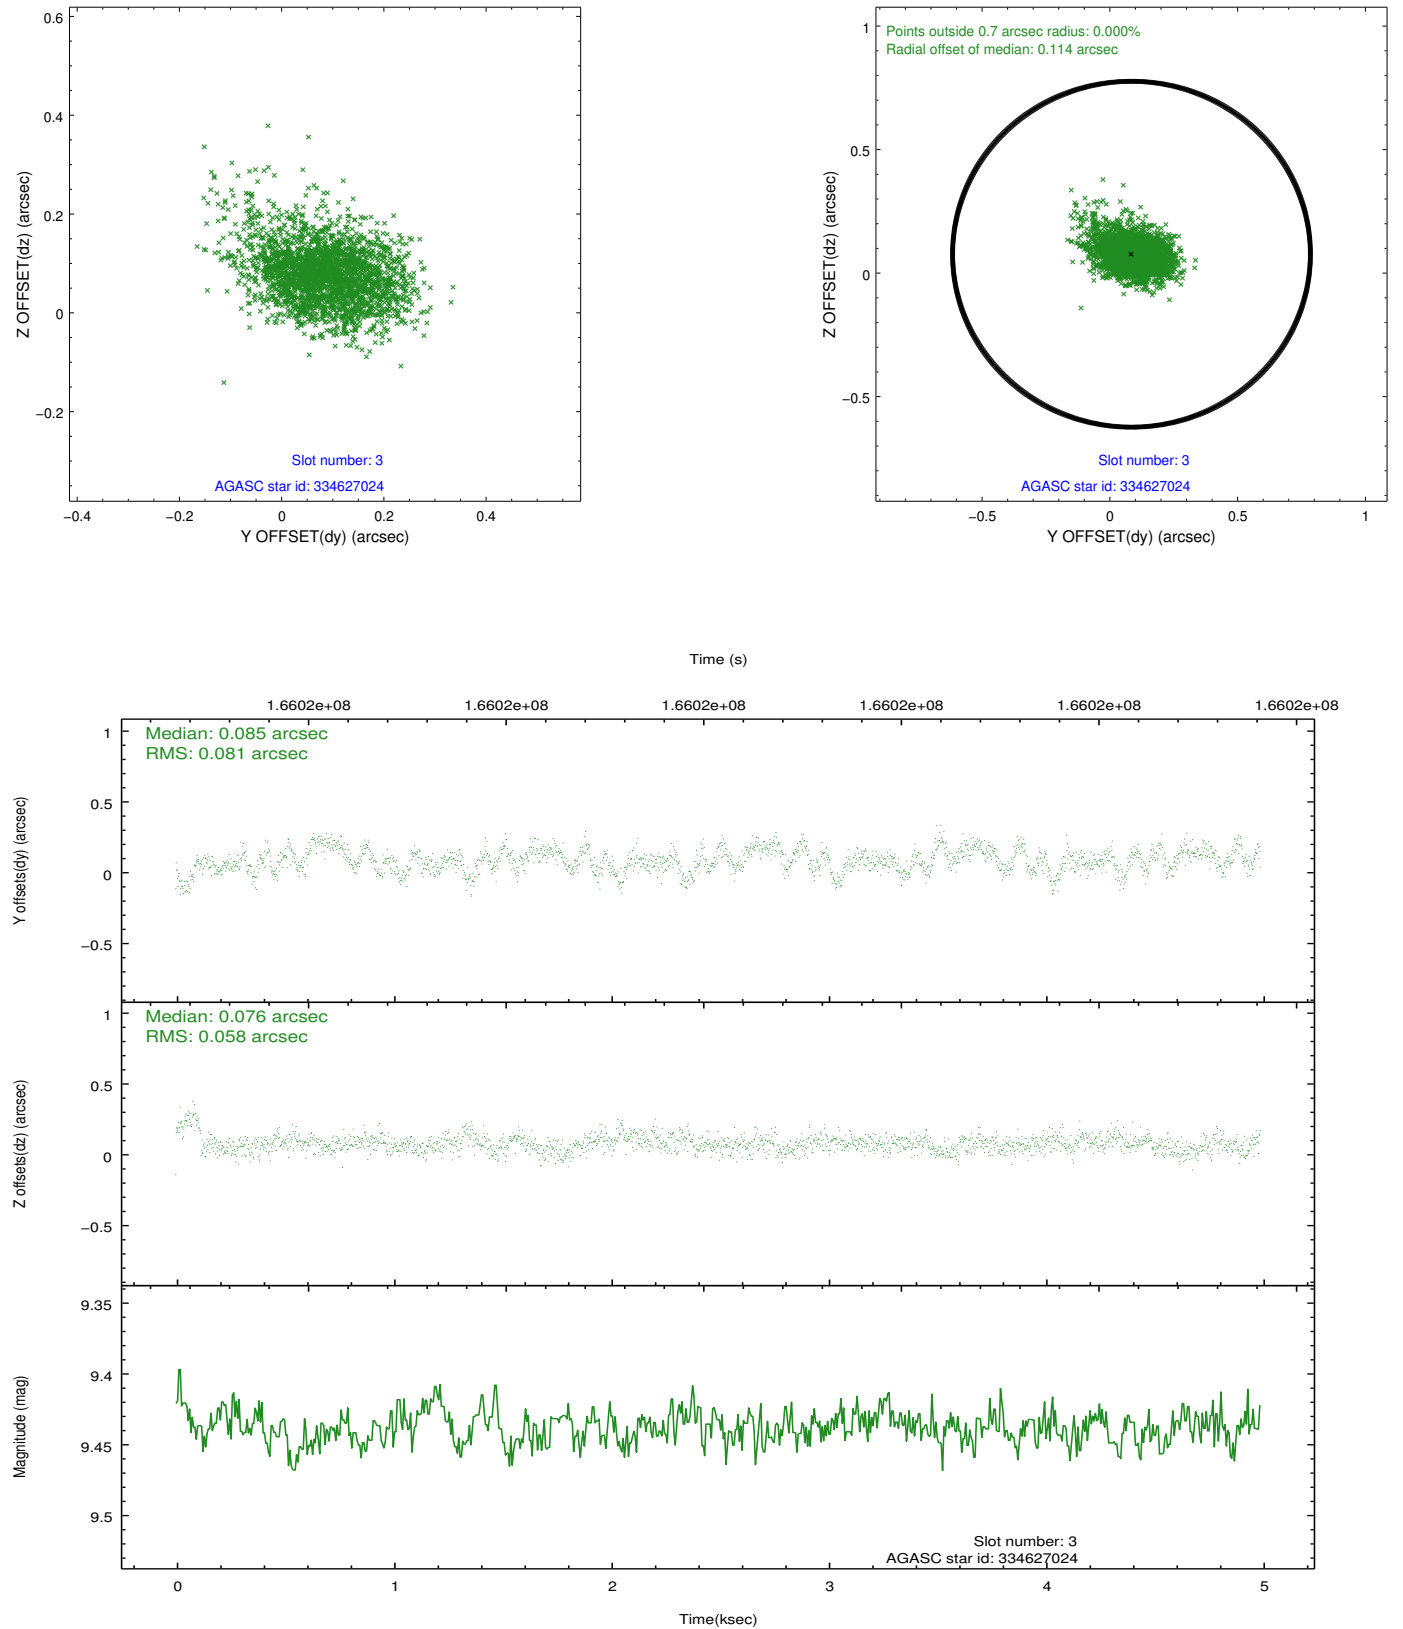 0.6
0.4
0.2
0
−0.2
−0.4
−0.2
0
0.2
0.4
Z OFFSET(dz) (arcsec)
Y OFFSET(dy) (arcsec)
Slot number: 3
AGASC star id: 334627024
Points outside 0.7 arcsec radius: 0.000%
Radial offset of median: 0.114 arcsec
1
0.5
0
−0.5
−0.5
0
0.5
1
Z OFFSET(dz) (arcsec)
Y OFFSET(dy) (arcsec)
Slot number: 3
AGASC star id: 334627024
Time (s)
1.6602e+08 1.6602e+08 1.6602e+08 1.6602e+08 1.6602e+08 1.6602e+08
Median: 0.085 arcsec
RMS: 0.081 arcsec
1
0.5
0
−0.5
Y offsets(dy) (arcsec)
Median: 0.076 arcsec
RMS: 0.058 arcsec
1
0.5
0
−0.5
Z offsets(dz) (arcsec)
9.35
9.4
9.45
9.5
Magnitude (mag)
Slot number: 3
AGASC star id: 334627024
0 1 2 3 4 5
Time(ksec)